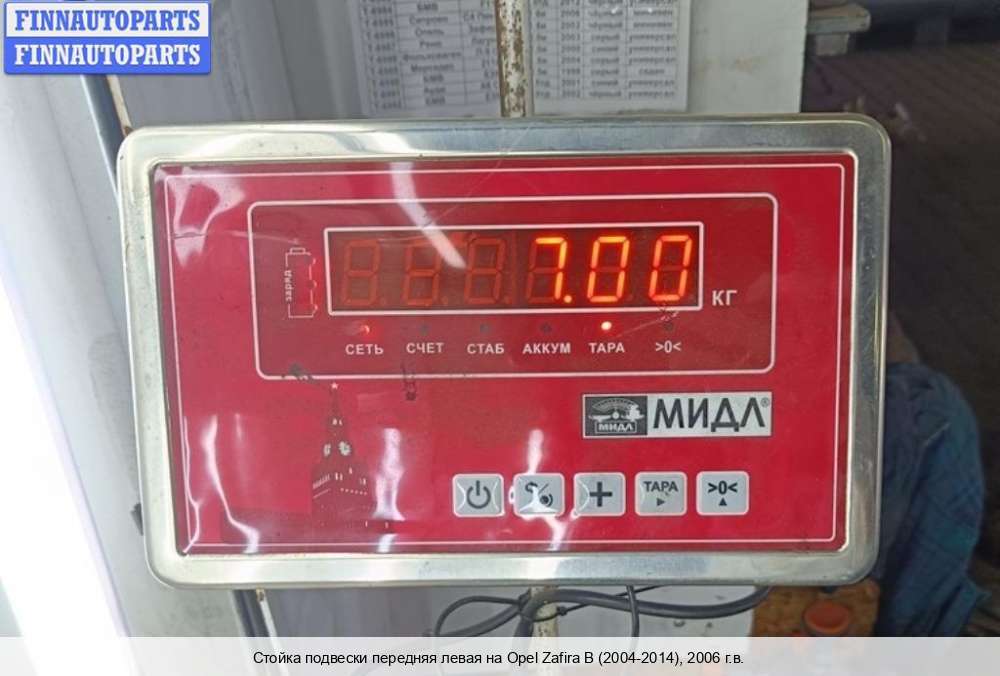 FINNAUTOPARTS
FINNAUTOPARTS
заряд
7.00
КГ
СЕТЬ СЧЕТ СТАБ АККУМ ТАРА >0<
МИДЛ МИДЛ®
ТАРА >0<
Стойка подвески передняя левая на Opel Zafira B (2004-2014), 2006 г.в.